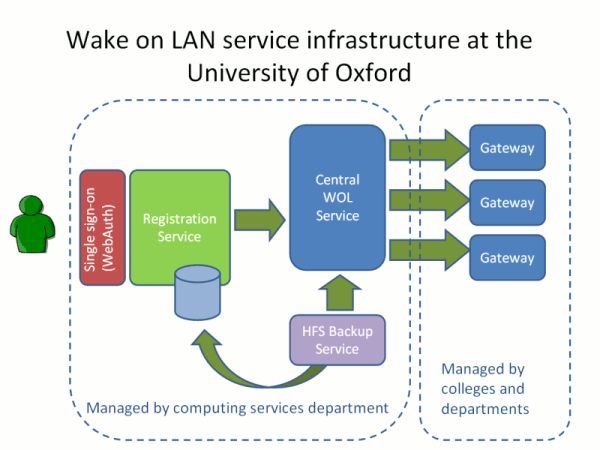 Wake on LAN service infrastructure at the
University of Oxford
Single sign-on
(WebAuth)
Registration
Service
Central
WOL
Service
Gateway
Gateway
Gateway
HFS Backup
Service
Managed by computing services department
Managed by
colleges and
departments